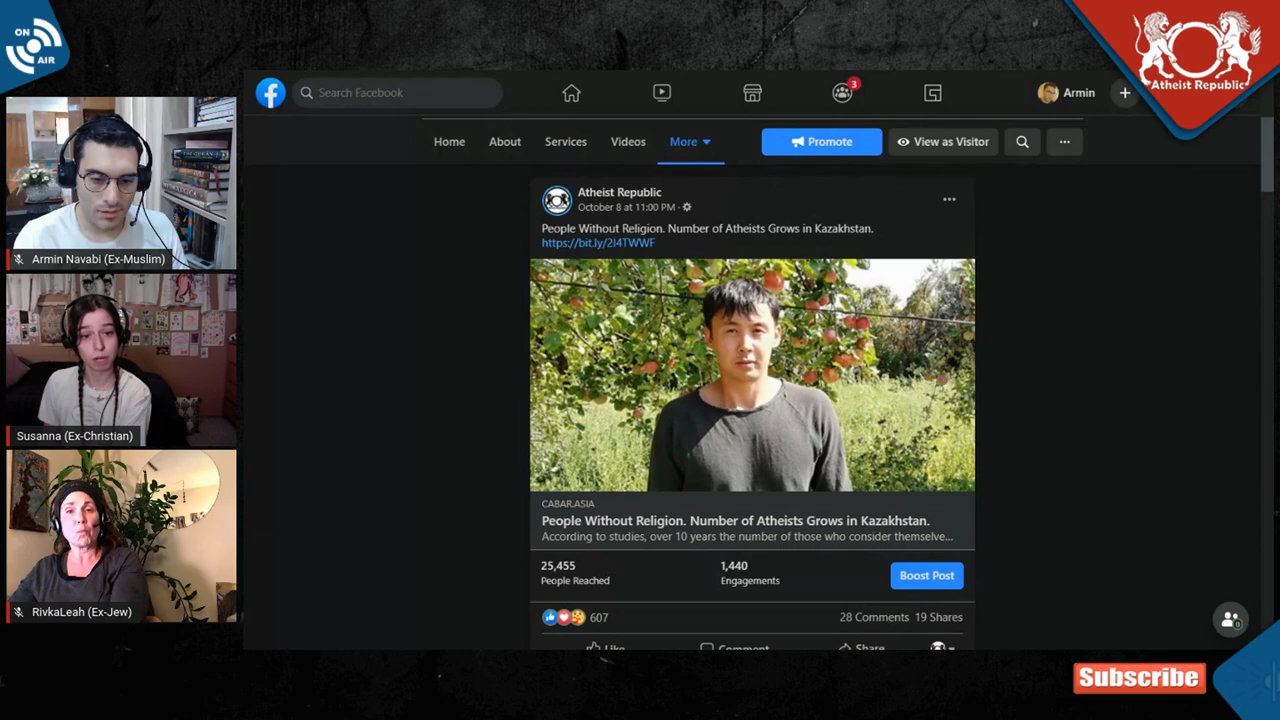 ON
AIR
Search Facebook
3
Armin
Atheist Republic
Home
About
Services
Videos
More
Promote
View as Visitor
Atheist Republic
October 8 at 11:00 PM
People Without Religion. Number of Atheists Grows in Kazakhstan.
https://bit.ly/2I4TWWF
CABAR.ASIA
People Without Religion. Number of Atheists Grows in Kazakhstan.
According to studies, over 10 years the number of those who consider themselve...
25,455
People Reached
1,440
Engagements
Boost Post
607
28 Comments 19 Shares
Like
Comment
Share
Armin Navabi (Ex-Muslim)
Susanna (Ex-Christian)
RivkaLeah (Ex-Jew)
Subscribe